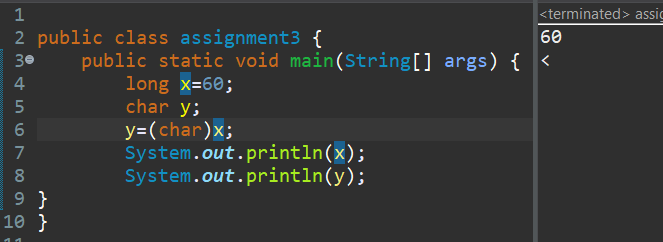 1
2 public class assignment3 {
3 public static void main(String[] args) {
4 long x=60;
5 char y;
6 y=(char)x;
7 System.out.println(x);
8 System.out.println(y);
9 }
10 }
<terminated>
60
<